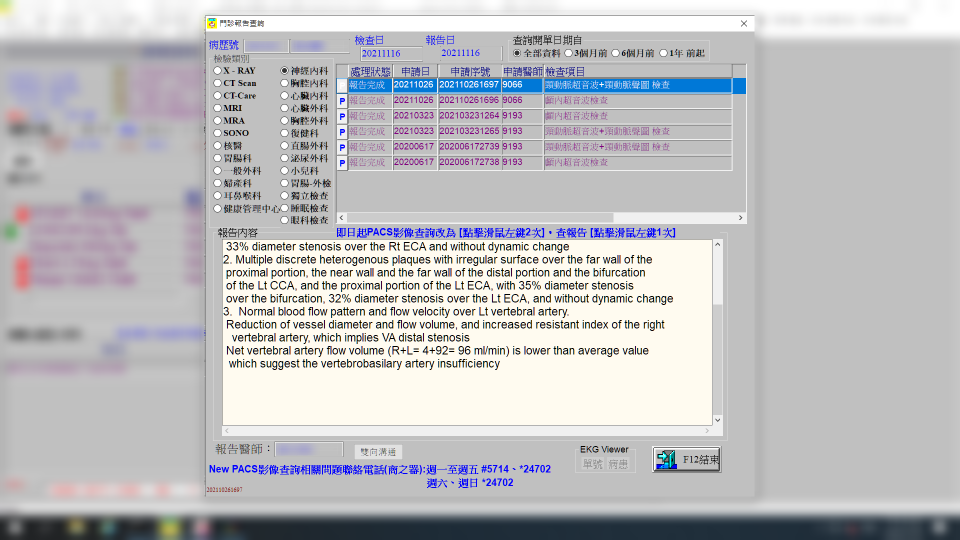 門診報告查詢
病歷號
檢查日
20211116
報告日
20211116
查詢開單日期自
全部資料 3個月前 6個月前 1年 前起
檢驗類別
X - RAY 神經內科
CT Scan 胸腔內科
CT-Care 心臟內科
MRI 心臟外科
MRA 胸腔外科
SONO 復健科
核醫 直腸外科
胃腸科 泌尿外科
一般外科 小兒科
婦產科 胃腸-外檢
耳鼻喉科 獨立檢查
健康管理中心 睡眠檢查
眼科檢查
處理狀態 申請日 申請序號 申請醫師 檢查項目
報告完成 20211026 202110261697 9066 頸動脈超音波+頸動脈聲圖 檢查
P 報告完成 20211026 202110261696 9066 顱內超音波檢查
P 報告完成 20210323 202103231264 9193 顱內超音波檢查
P 報告完成 20210323 202103231265 9193 頸動脈超音波+頸動脈聲圖 檢查
P 報告完成 20200617 202006172739 9193 頸動脈超音波+頸動脈聲圖 檢查
P 報告完成 20200617 202006172738 9193 顱內超音波檢查
報告內容
即日起PACS影像查詢改為 [點擊滑鼠左鍵2次]，查報告 [點擊滑鼠左鍵1次]
33% diameter stenosis over the Rt ECA and without dynamic change
2. Multiple discrete heterogenous plaques with irregular surface over the far wall of the
proximal portion, the near wall and the far wall of the distal portion and the bifurcation
of the Lt CCA, and the proximal portion of the Lt ECA, with 35% diameter stenosis
over the bifurcation, 32% diameter stenosis over the Lt ECA, and without dynamic change
3. Normal blood flow pattern and flow velocity over Lt vertebral artery.
Reduction of vessel diameter and flow volume, and increased resistant index of the right
vertebral artery, which implies VA distal stenosis
Net vertebral artery flow volume (R+L= 4+92= 96 ml/min) is lower than average value
which suggest the vertebrobasilary artery insufficiency
報告醫師：
雙向溝通
EKG Viewer
單號 病患
F12結束
New PACS影像查詢相關問題聯絡電話(商之器):週一至週五 #5714、*24702
週六、週日 *24702
202110261697